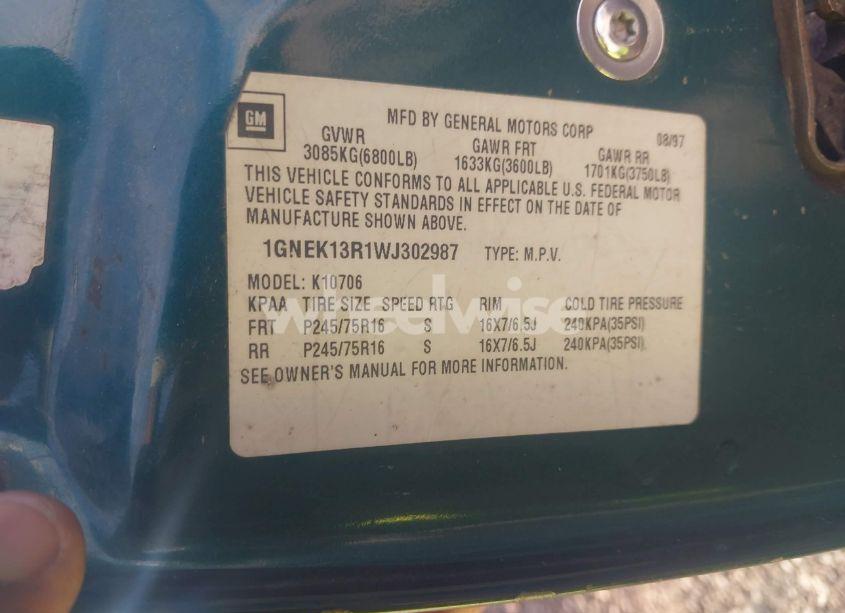 GM
MFD BY GENERAL MOTORS CORP 08/97
GVWR GAWR FRT GAWR RR
3085KG(6800LB) 1633KG(3600LB) 1701KG(3750LB)
THIS VEHICLE CONFORMS TO ALL APPLICABLE U.S. FEDERAL MOTOR
VEHICLE SAFETY STANDARDS IN EFFECT ON THE DATE OF
MANUFACTURE SHOWN ABOVE.
1GNEK13R1WJ302987 TYPE: M.P.V.
MODEL: K10706
KPAA TIRE SIZE SPEED RTG RIM COLD TIRE PRESSURE
FRT P245/75R16 S 16X7/6.5J 240KPA(35PSI)
RR P245/75R16 S 16X7/6.5J 240KPA(35PSI)
SEE OWNER'S MANUAL FOR MORE INFORMATION.
wheelwise